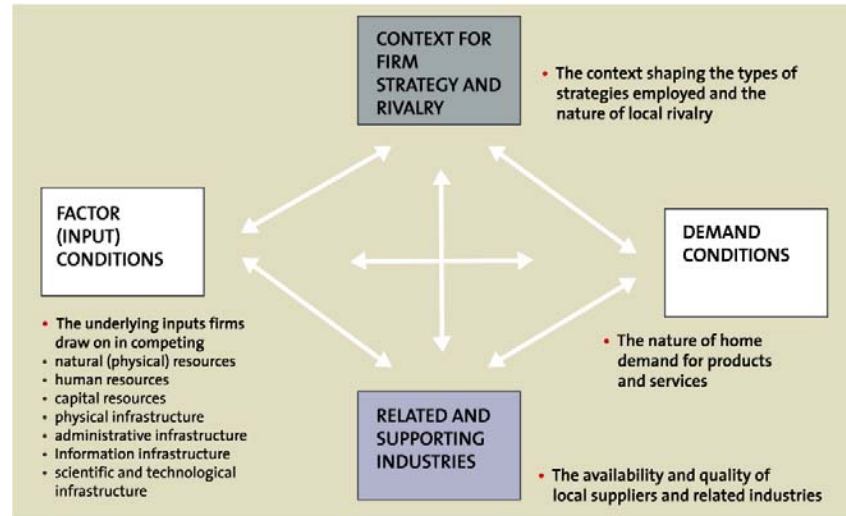 CONTEXT FOR
FIRM
STRATEGY AND
RIVALRY
• The context shaping the types of
strategies employed and the
nature of local rivalry
FACTOR
(INPUT)
CONDITIONS
• The underlying inputs firms
draw on in competing
• natural (physical) resources
• human resources
• capital resources
• physical infrastructure
• administrative infrastructure
• Information infrastructure
• scientific and technological
infrastructure
DEMAND
CONDITIONS
• The nature of home
demand for products
and services
RELATED AND
SUPPORTING
INDUSTRIES
• The availability and quality of
local suppliers and related industries